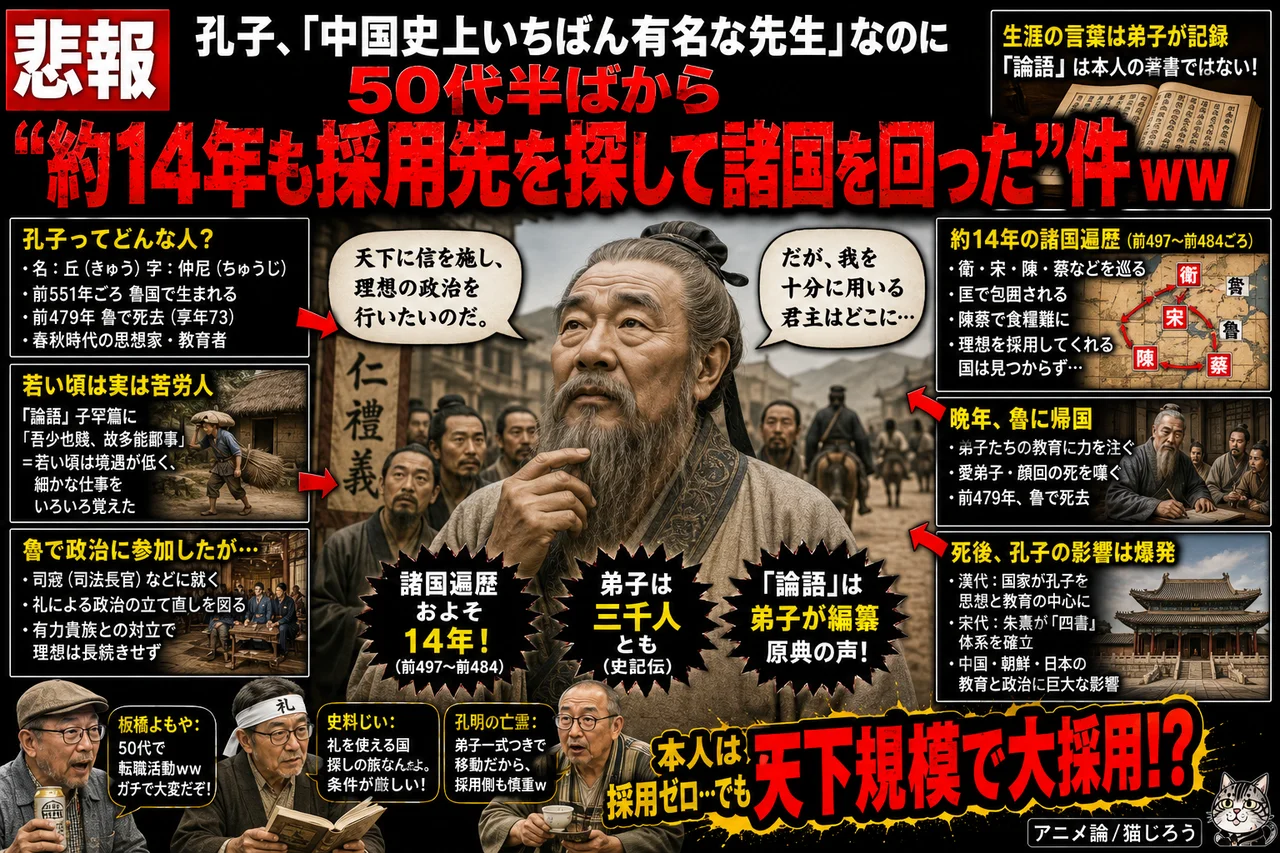 悲報
孔子、「中国史上いちばん有名な先生」なのに
50代半ばから
“約14年も採用先を探して諸国を回った”件ww
生涯の言葉は弟子が記録
『論語』は本人の著書ではない!
孔子ってどんな人?
・名:丘(きゅう) 字:仲尼(ちゅうじ)
・前551年ごろ 魯国で生まれる
・前479年 魯で死去(享年73)
・春秋時代の思想家・教育者
若い頃は実は苦労人
『論語』子罕篇に
「吾少也賤、故多能鄙事」
=若い頃は境遇が低く、
細かな仕事を
いろいろ覚えた
魯で政治に参加したが…
・司寇(司法長官)などに就く
・礼による政治の立て直しを図る
・有力貴族との対立で
理想は長続きせず
天下に信を施し、
理想の政治を
行いたいのだ。
だが、我を
十分に用いる
君主はどこに…
仁
禮
義
約14年の諸国遍歴(前497~前484ごろ)
・衛・宋・陳・蔡などを巡る
・匡で包囲される
・陳蔡で食糧難に
・理想を採用してくれる
国は見つからず…
衛
宋
魯
陳
蔡
晩年、魯に帰国
・弟子たちの教育に力を注ぐ
・愛弟子・顔回の死を嘆く
・前479年、魯で死去
死後、孔子の影響は爆発
・漢代:国家が孔子を
思想と教育の中心に
・宋代:朱熹が「四書」
体系を確立
・中国・朝鮮・日本の
教育と政治に巨大な影響
諸国遍歴
およそ
14年!
(前497~前484)
弟子は
三千人
とも
(史記伝)
『論語』は
弟子が編纂
原典の声!
板橋よもや:
50代で
転職活動ww
ガチで大変だぞ!
礼
史料じい:
礼を使える国
探しの旅なんだよ。
条件が厳しい!
孔明の亡霊:
弟子一式つきで
移動だから、
採用側も慎重w
本人は
採用ゼロ…でも
天下規模で大採用!?
アニメ論/猫じろう